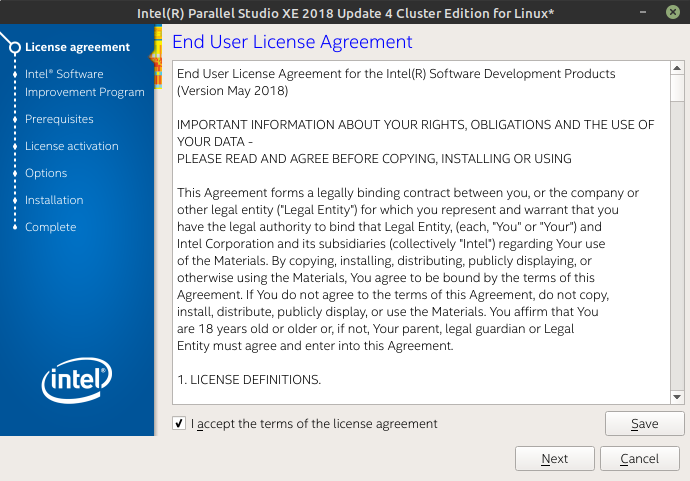 Intel(R) Parallel Studio XE 2018 Update 4 Cluster Edition for Linux*
License agreement
Intel® Software
Improvement Program
Prerequisites
License activation
Options
Installation
Complete
intel
End User License Agreement
End User License Agreement for the Intel(R) Software Development Products
(Version May 2018)
IMPORTANT INFORMATION ABOUT YOUR RIGHTS, OBLIGATIONS AND THE USE OF
YOUR DATA -
PLEASE READ AND AGREE BEFORE COPYING, INSTALLING OR USING
This Agreement forms a legally binding contract between you, or the company or
other legal entity ("Legal Entity") for which you represent and warrant that you
have the legal authority to bind that Legal Entity, (each, "You" or "Your") and
Intel Corporation and its subsidiaries (collectively "Intel") regarding Your use
of the Materials. By copying, installing, distributing, publicly displaying, or
otherwise using the Materials, You agree to be bound by the terms of this
Agreement. If You do not agree to the terms of this Agreement, do not copy,
install, distribute, publicly display, or use the Materials. You affirm that You
are 18 years old or older or, if not, Your parent, legal guardian or Legal
Entity must agree and enter into this Agreement.
1. LICENSE DEFINITIONS.
I accept the terms of the license agreement
Save
Next
Cancel